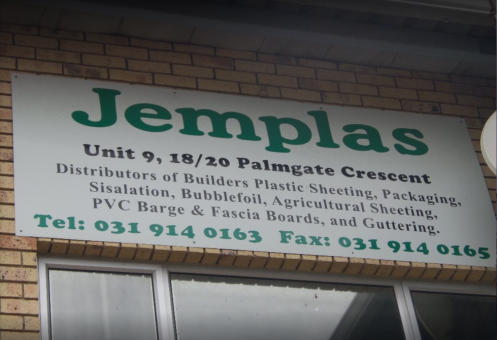 Jemplas
Unit 9, 18/20 Palmgate Crescent
Distributors of Builders Plastic Sheeting, Packaging,
Sisalation, Bubblefoil, Agricultural Sheeting,
PVC Barge & Fascia Boards, and Guttering.
Tel: 031 914 0163 Fax: 031 914 0165